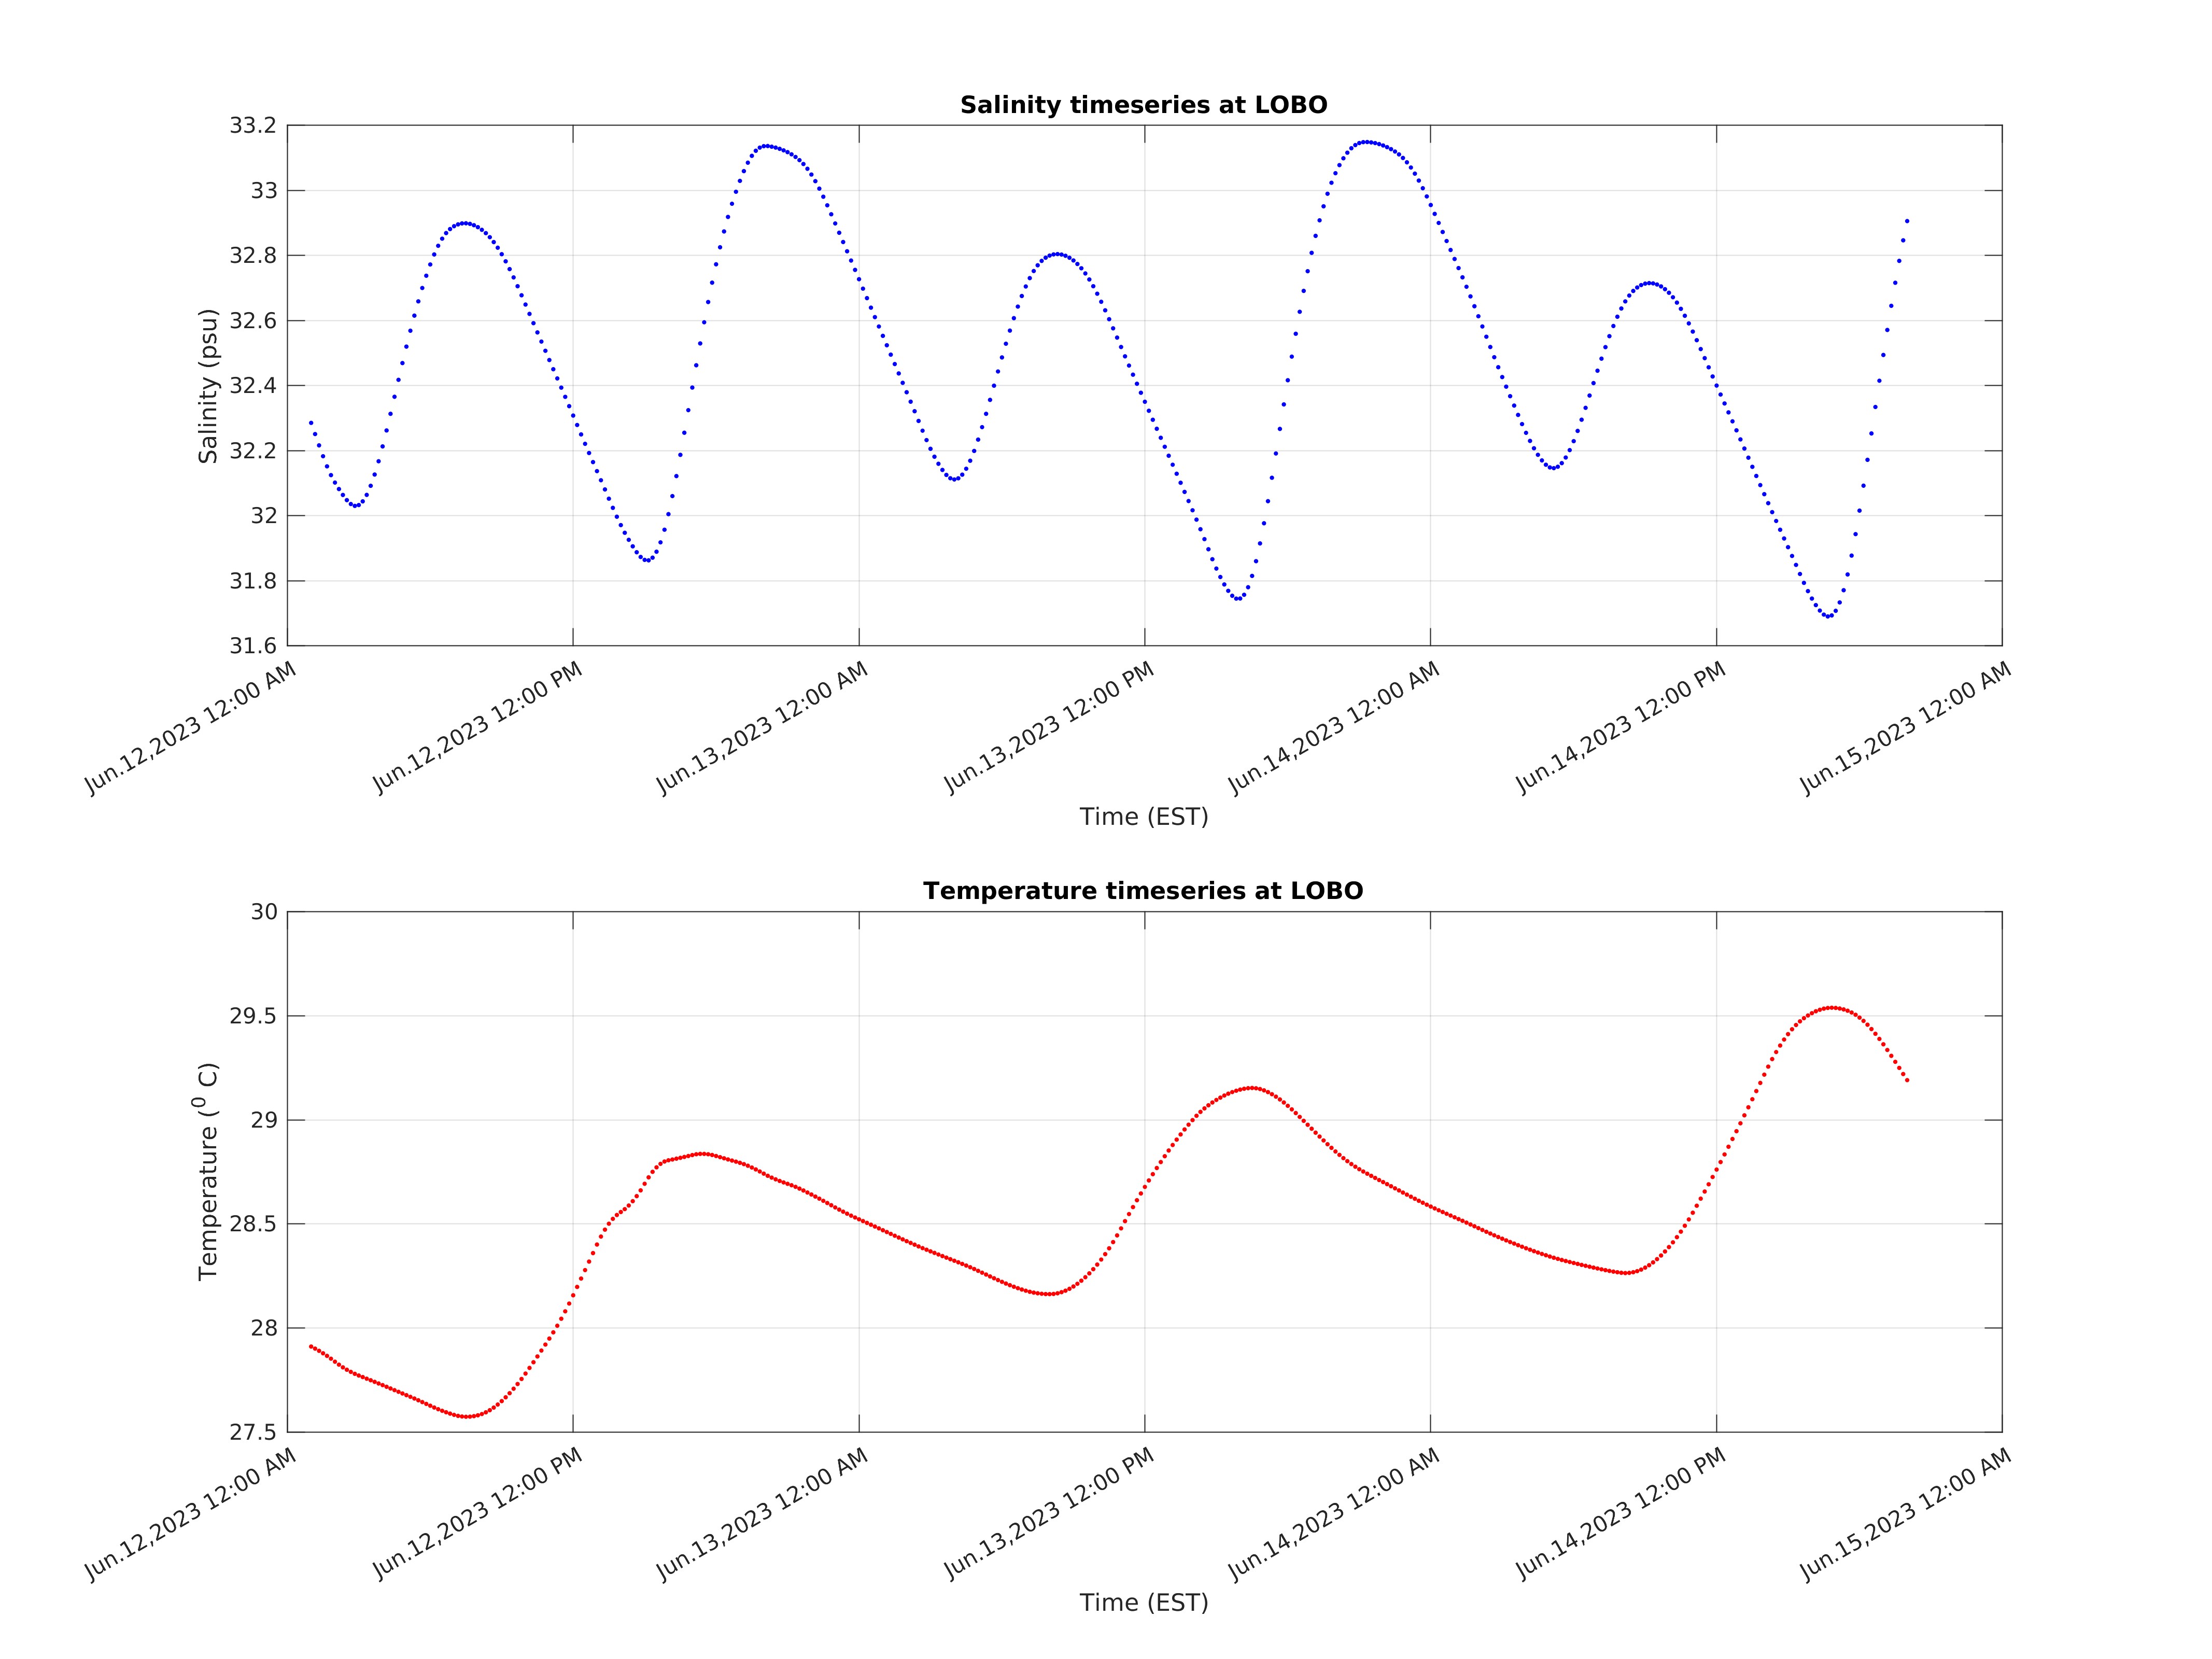 Salinity timeseries at LOBO
33.2
33
32.8
32.6
32.4
32.2
32
31.8
31.6
Salinity (psu)
Jun.12,2023 12:00 AM
Jun.12,2023 12:00 PM
Jun.13,2023 12:00 AM
Jun.13,2023 12:00 PM
Jun.14,2023 12:00 AM
Jun.14,2023 12:00 PM
Jun.15,2023 12:00 AM
Time (EST)
Temperature timeseries at LOBO
30
29.5
29
28.5
28
27.5
Temperature (⁰ C)
Jun.12,2023 12:00 AM
Jun.12,2023 12:00 PM
Jun.13,2023 12:00 AM
Jun.13,2023 12:00 PM
Jun.14,2023 12:00 AM
Jun.14,2023 12:00 PM
Jun.15,2023 12:00 AM
Time (EST)